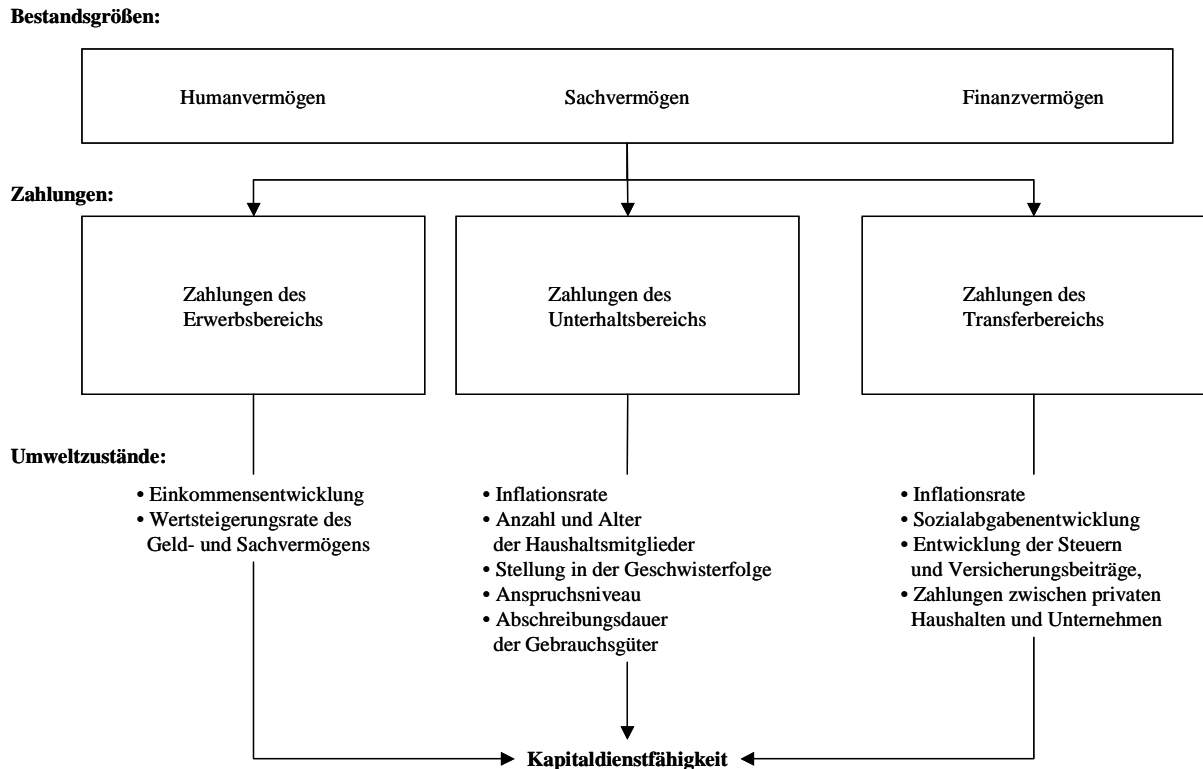 Bestandsgrößen:
Humanvermögen
Sachvermögen
Finanzvermögen
Zahlungen:
Zahlungen des
Erwerbsbereichs
Zahlungen des
Unterhaltsbereichs
Zahlungen des
Transferbereichs
Umweltzustände:
• Einkommensentwicklung
• Wertsteigerungsrate des
Geld- und Sachvermögens
• Inflationsrate
• Anzahl und Alter
der Haushaltsmitglieder
• Stellung in der Geschwisterfolge
• Anspruchsniveau
• Abschreibungsdauer
der Gebrauchsgüter
• Inflationsrate
• Sozialabgabenentwicklung
• Entwicklung der Steuern
und Versicherungsbeiträge,
• Zahlungen zwischen privaten
Haushalten und Unternehmen
Kapitaldienstfähigkeit